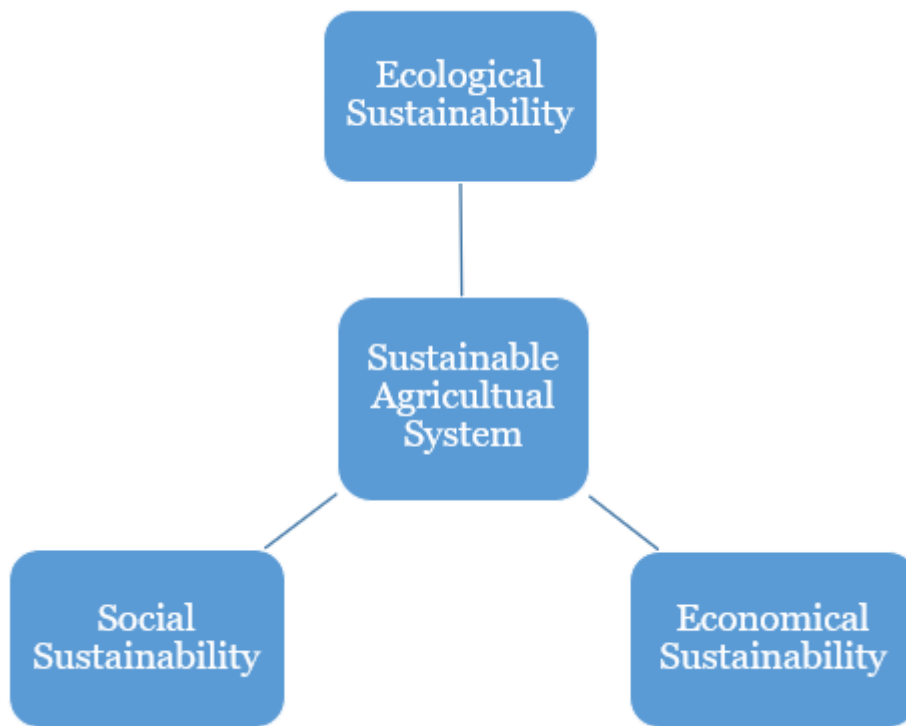 Ecological
Sustainability
Sustainable
Agricultual
System
Social
Sustainability
Economical
Sustainability